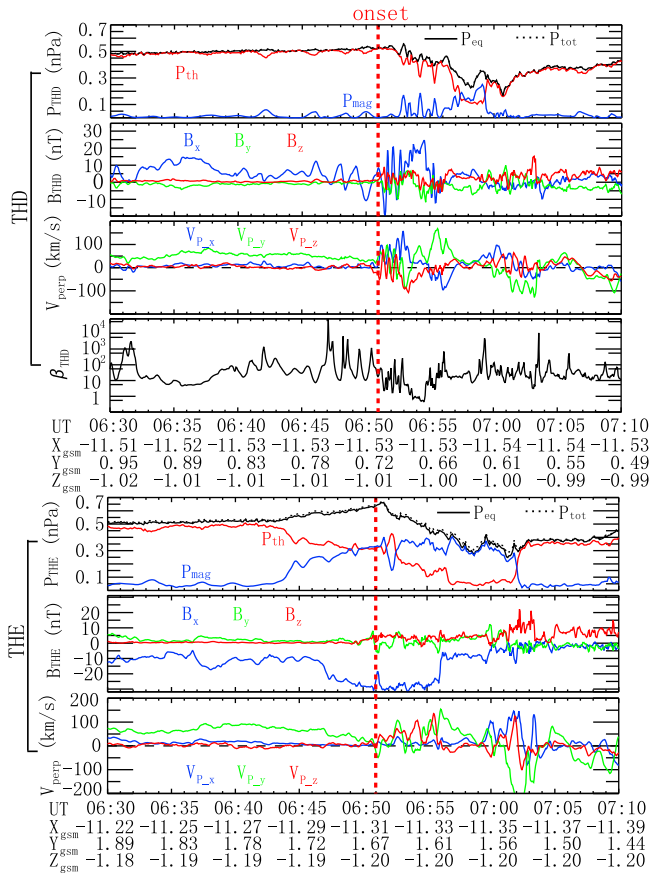 onset
P_eq P_tot
P_th
P_mag
P_THD (nPa)
0.7
0.5
0.3
0.1
B_x B_y B_z
B_THD (nT)
30
20
10
0
-10
V_P_x V_P_y V_P_z
V_perp (km/s)
100
0
-100
β_THD
10^4
10^2
10
1
THD
06:30 06:35 06:40 06:45 06:50 06:55 07:00 07:05 07:10
UT
X_gsm -11.51 -11.52 -11.53 -11.53 -11.53 -11.53 -11.54 -11.54 -11.53
Y_gsm 0.95 0.89 0.83 0.78 0.72 0.66 0.61 0.55 0.49
Z_gsm -1.02 -1.01 -1.01 -1.01 -1.01 -1.00 -1.00 -0.99 -0.99
P_eq P_tot
P_th
P_mag
P_THE (nPa)
0.7
0.5
0.3
0.1
B_x B_y B_z
B_THE (nT)
20
10
0
-10
-20
V_P_x V_P_y V_P_z
V_perp (km/s)
200
100
0
-100
-200
THE
06:30 06:35 06:40 06:45 06:50 06:55 07:00 07:05 07:10
UT
X_gsm -11.22 -11.25 -11.27 -11.29 -11.31 -11.33 -11.35 -11.37 -11.39
Y_gsm 1.89 1.83 1.78 1.72 1.67 1.61 1.56 1.50 1.44
Z_gsm -1.18 -1.19 -1.19 -1.19 -1.20 -1.20 -1.20 -1.20 -1.20